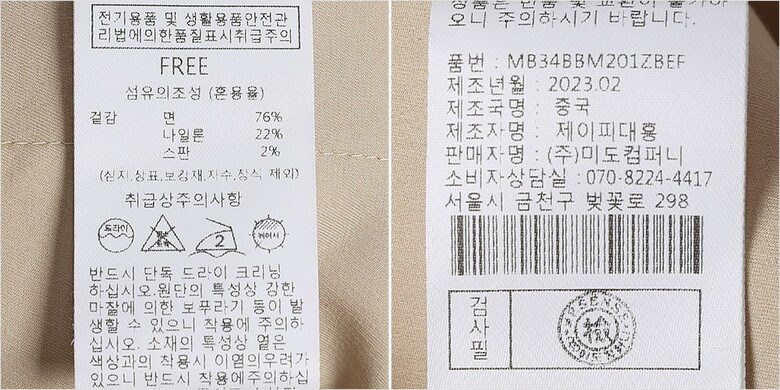 전기용품 및 생활용품안전관
리법에의한품질표시취급주의
FREE
섬유의조성 (혼용율)
겉감 면 76%
나일론 22%
스판 2%
(심지,상표,보강재,자수,장식 제외)
취급상주의사항
드라이
2
뉘어서
반드시 단독 드라이 크리닝
하십시오.원단의 특성상 강한
마찰에 의한 보푸라기 등이 발
생할 수 있으니 착용에 주의하
십시오. 소재의 특성상 옅은
색상과의 착용시 이염의우려가
있으니 반드시 착용에주의하십
오니 주의하시기 바랍니다.
품번 : MB34BBM201ZBEF
제조년월 : 2023.02
제조국명 : 중국
제조자명 : 제이피대흥
판매자명 : (주)미도컴퍼니
소비자상담실 : 070-8224-4417
서울시 금천구 벚꽃로 298
검사필
檢